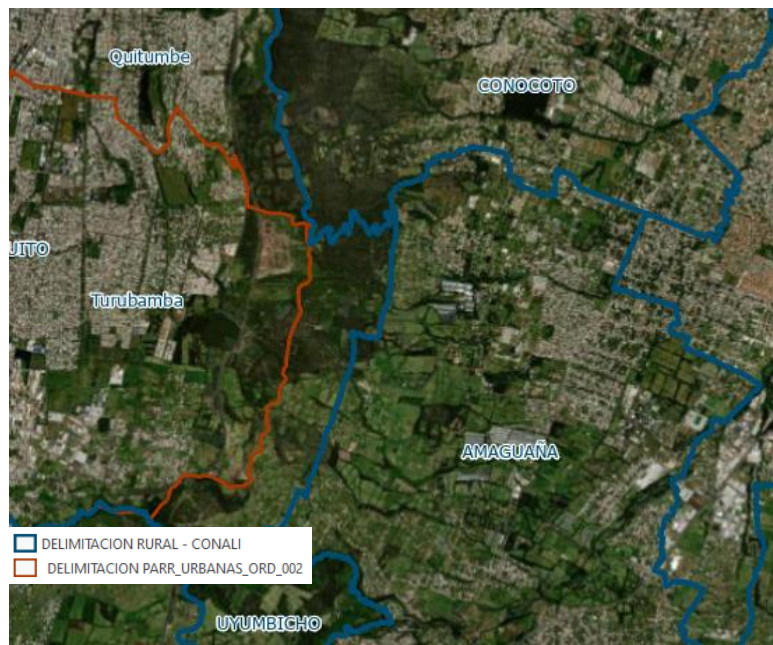 Quitumbe
CONOCOTO
UITO
Turubamba
AMAGUAÑA
DELIMITACION RURAL - CONALI
DELIMITACION PARR_URBANAS_ORD_002
UYUMBICHO